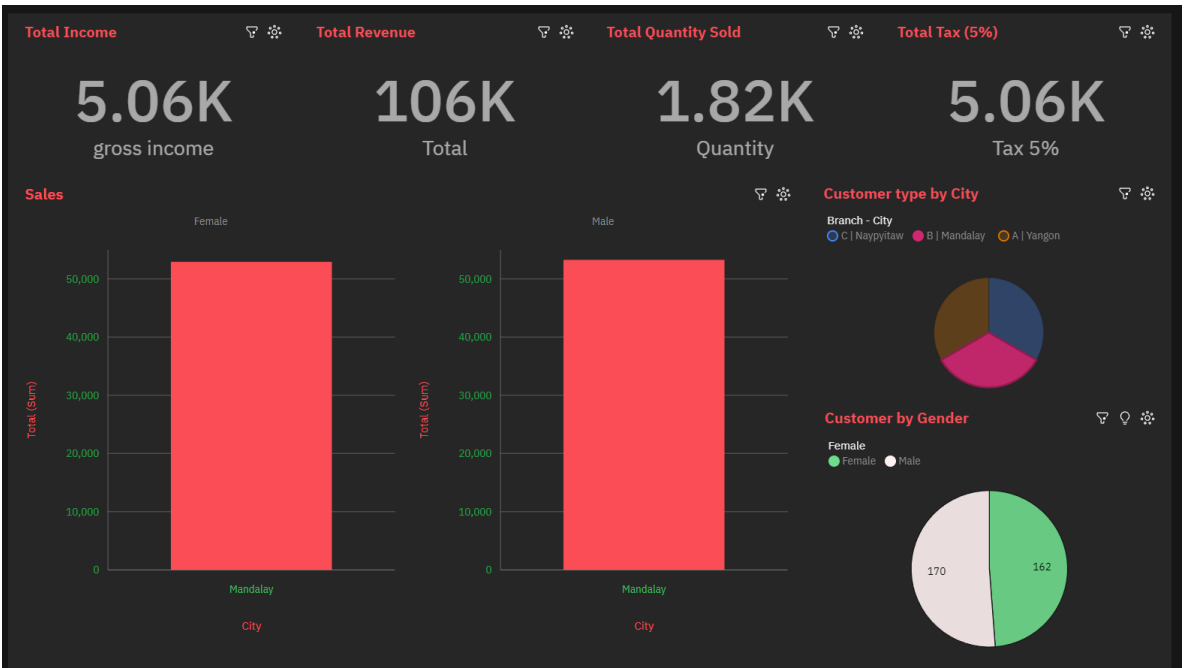 Total Income
5.06K
gross income
Total Revenue
106K
Total
Total Quantity Sold
1.82K
Quantity
Total Tax (5%)
5.06K
Tax 5%
Sales
Female
Total (Sum)
50,000
40,000
30,000
20,000
10,000
0
Mandalay
City
Male
Total (Sum)
50,000
40,000
30,000
20,000
10,000
0
Mandalay
City
Customer type by City
Branch - City
C | Naypyitaw B | Mandalay A | Yangon
Customer by Gender
Female
Female Male
170
162